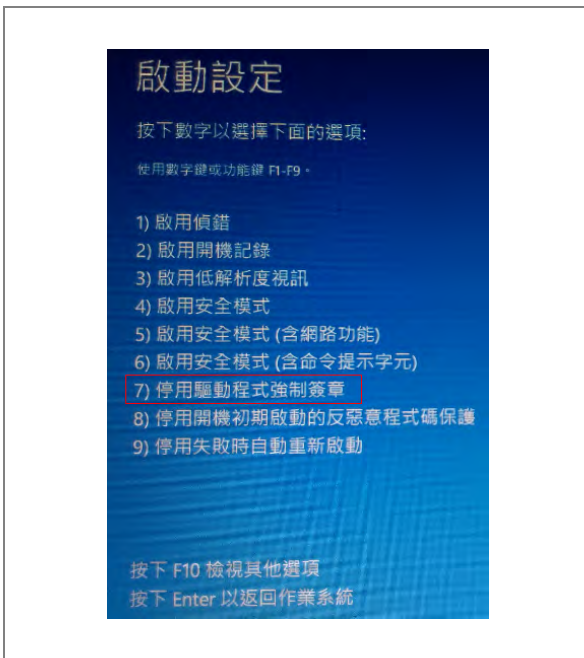 啟動設定
按下數字以選擇下面的選項:
使用數字鍵或功能鍵 F1-F9。
1) 啟用偵錯
2) 啟用開機記錄
3) 啟用低解析度視訊
4) 啟用安全模式
5) 啟用安全模式 (含網路功能)
6) 啟用安全模式 (含命令提示字元)
7) 停用驅動程式強制簽章
8) 停用開機初期啟動的反惡意程式碼保護
9) 停用失敗時自動重新啟動
按下 F10 檢視其他選項
按下 Enter 以返回作業系統